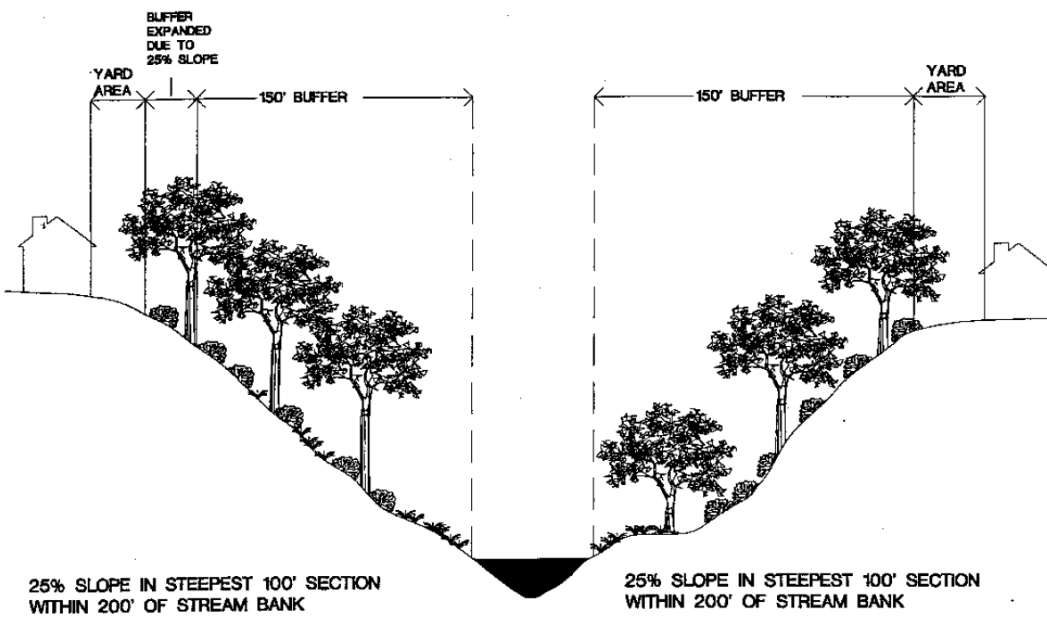 BUFFER
EXPANDED
DUE TO
25% SLOPE
YARD
AREA
150' BUFFER
150' BUFFER
YARD
AREA
25% SLOPE IN STEEPEST 100' SECTION
WITHIN 200' OF STREAM BANK
25% SLOPE IN STEEPEST 100' SECTION
WITHIN 200' OF STREAM BANK